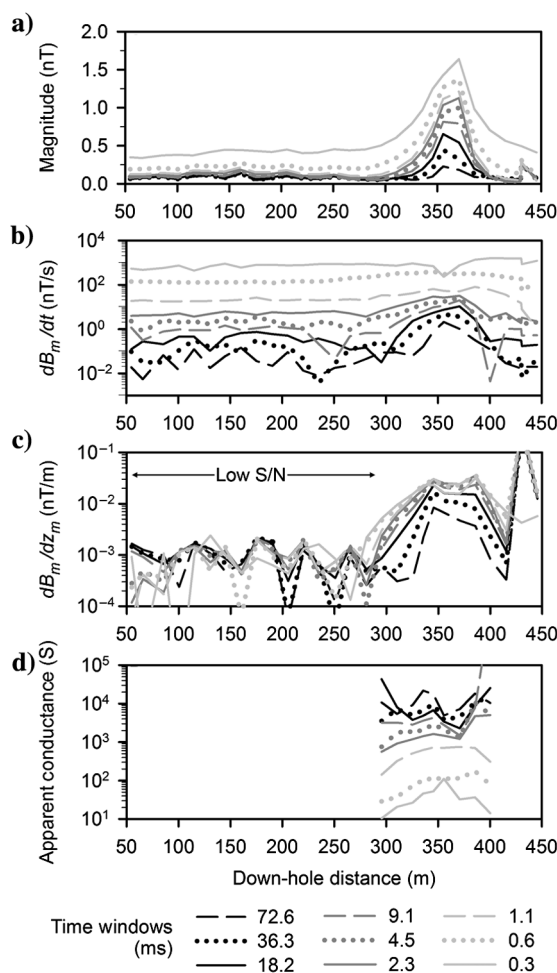 a)
Magnitude (nT)
2.0
1.5
1.0
0.5
0.0
50 100 150 200 250 300 350 400 450
b)
dBm/dt (nT/s)
10^4
10^2
10^0
10^−2
50 100 150 200 250 300 350 400 450
c)
dBm/dzm (nT/m)
10^−1
10^−2
10^−3
10^−4
Low S/N
50 100 150 200 250 300 350 400 450
d)
Apparent conductance (S)
10^5
10^4
10^3
10^2
10^1
50 100 150 200 250 300 350 400 450
Down-hole distance (m)
Time windows
(ms)
72.6 9.1 1.1
36.3 4.5 0.6
18.2 2.3 0.3